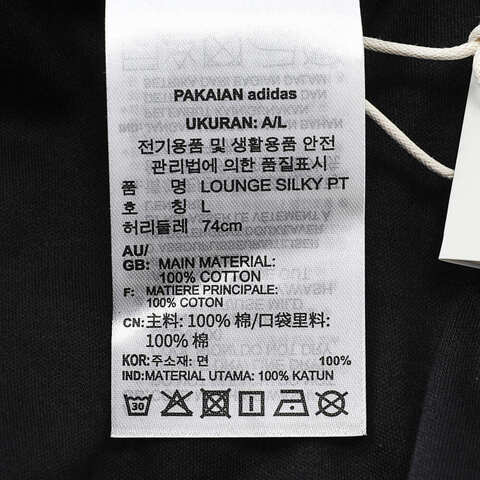 PAKAIAN adidas
UKURAN: A/L
전기용품 및 생활용품 안전
관리법에 의한 품질표시
품 명 LOUNGE SILKY PT
호 칭 L
허리둘레 74cm
AU/
GB: MAIN MATERIAL:
100% COTTON
F: MATIERE PRINCIPALE:
100% COTON
CN: 主料: 100% 棉/口袋里料:
100% 棉
KOR:주소재: 면 100%
IND:MATERIAL UTAMA: 100% KATUN
30